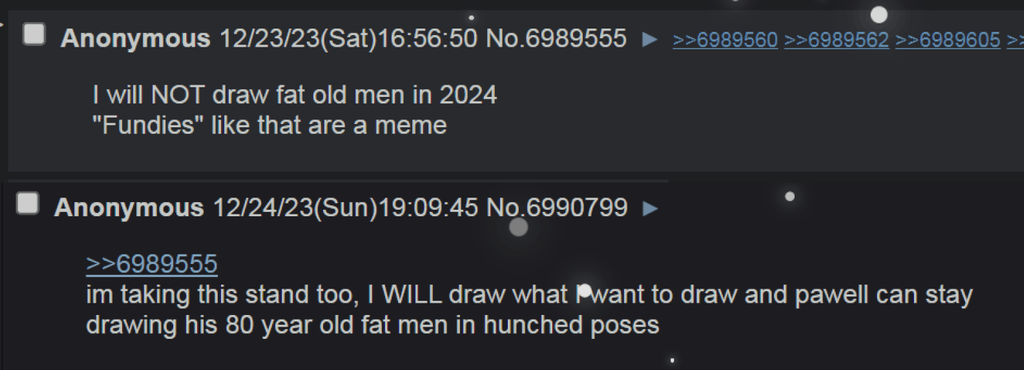 Anonymous 12/23/23(Sat)16:56:50 No.6989555 ▶ >>6989560 >>6989562 >>6989605 >>
I will NOT draw fat old men in 2024
"Fundies" like that are a meme
Anonymous 12/24/23(Sun)19:09:45 No.6990799 ▶
>>6989555
im taking this stand too, I WILL draw what I want to draw and pawell can stay
drawing his 80 year old fat men in hunched poses